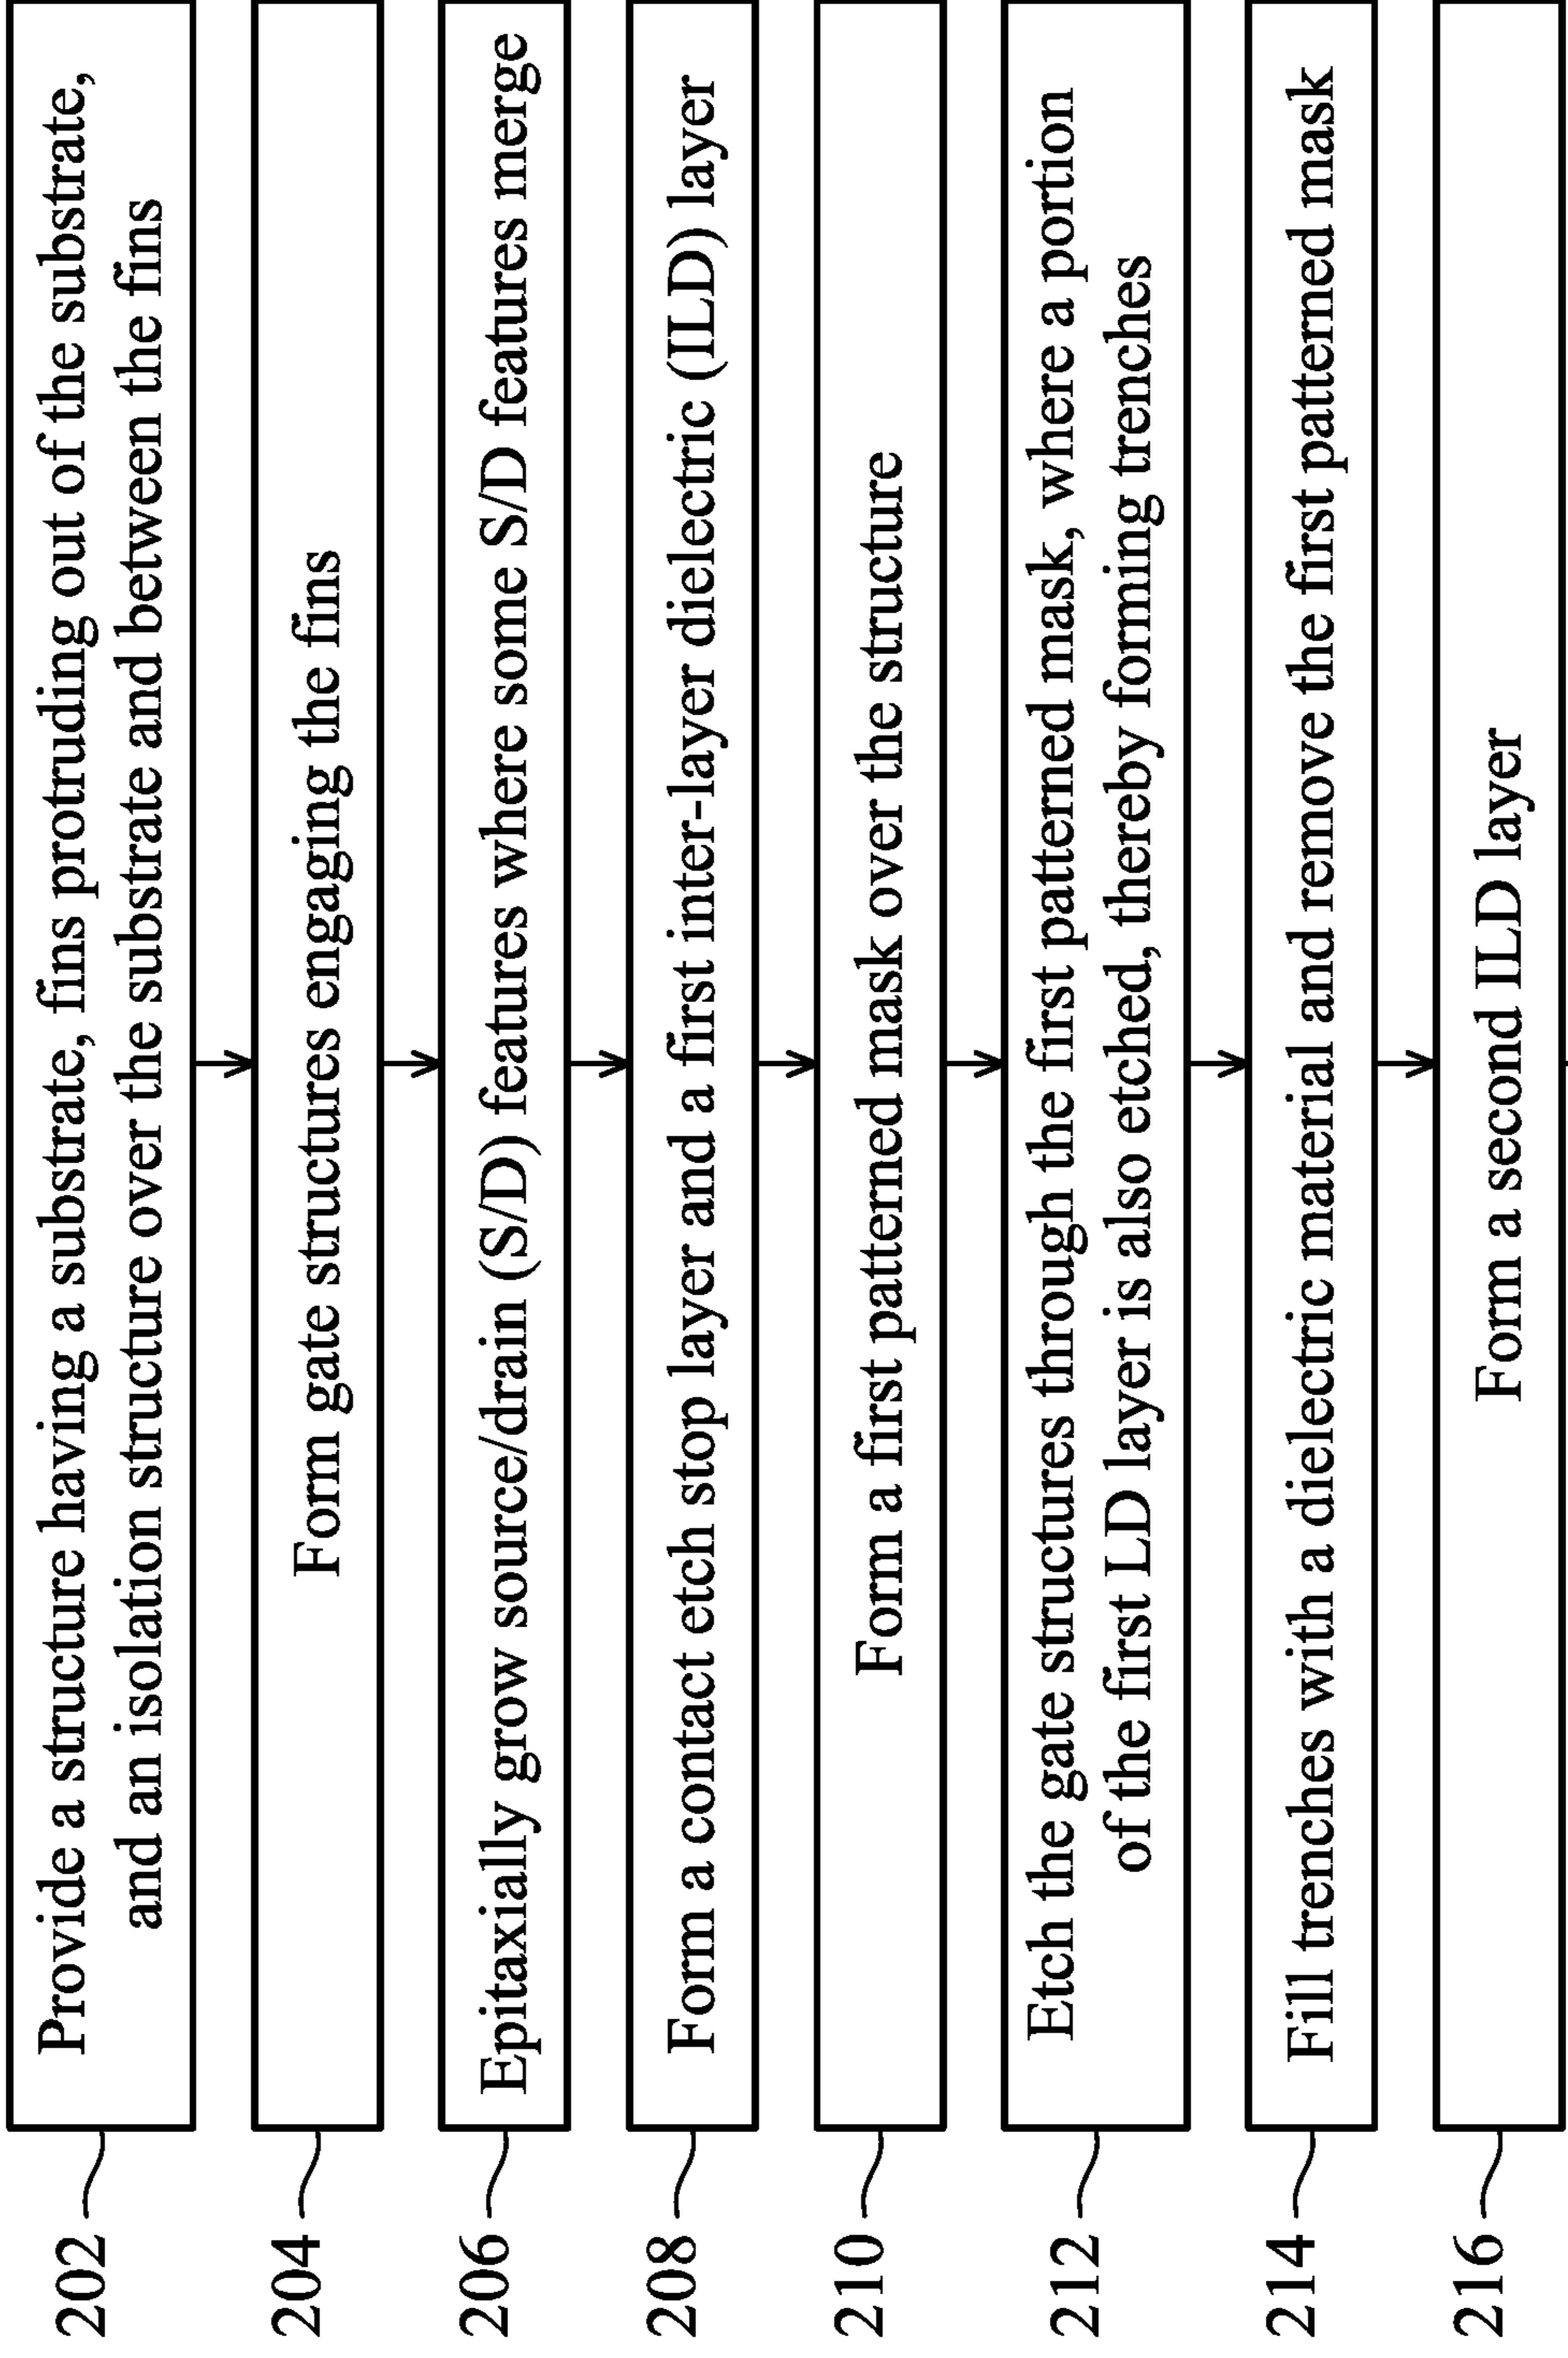 202
Provide a structure having a substrate, fins protruding out of the substrate,
and an isolation structure over the substrate and between the fins
204
Form gate structures engaging the fins
206
Epitaxially grow source/drain (S/D) features where some S/D features merge
208
Form a contact etch stop layer and a first inter-layer dielectric (ILD) layer
210
Form a first patterned mask over the structure
212
Etch the gate structures through the first patterned mask, where a portion
of the first LD layer is also etched, thereby forming trenches
214
Fill trenches with a dielectric material and remove the first patterned mask
216
Form a second ILD layer